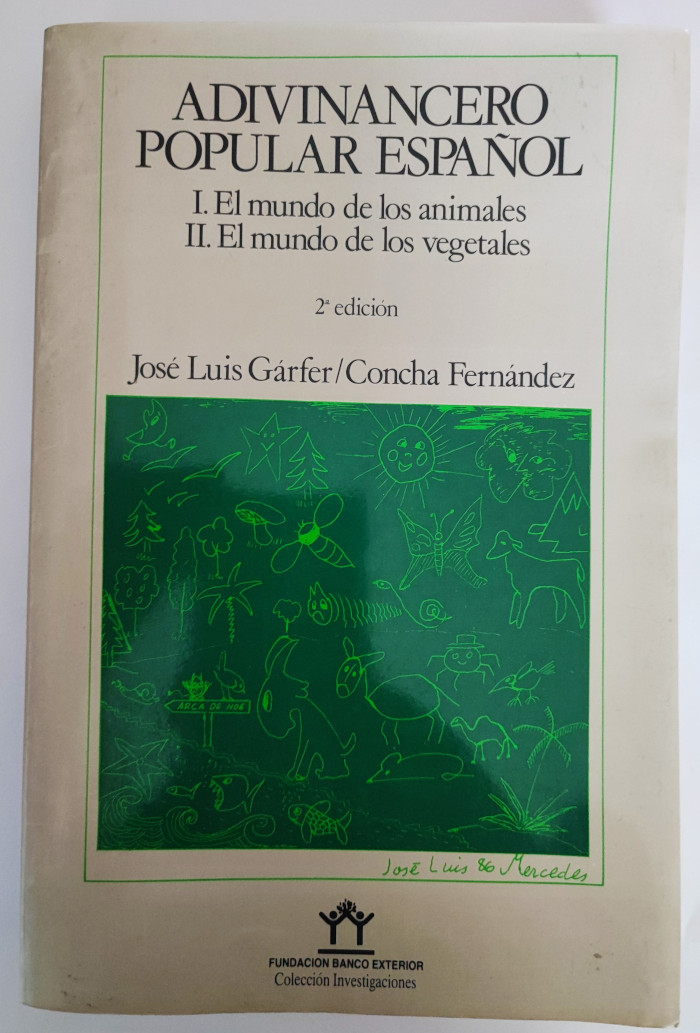 ADIVINANCERO
POPULAR ESPAÑOL
I. El mundo de los animales
II. El mundo de los vegetales
2ª edición
José Luis Gárfer/Concha Fernández
ARCA DE NOE
José Luis 86 Mercedes
FUNDACION BANCO EXTERIOR
Colección Investigaciones